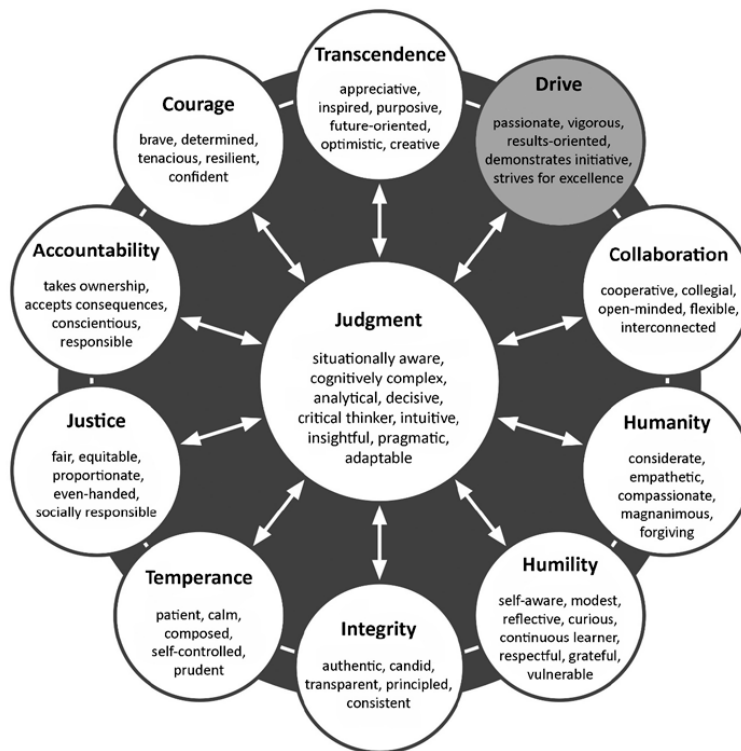 Transcendence
appreciative,
inspired, purposive,
future-oriented,
optimistic, creative
Drive
passionate, vigorous,
results-oriented,
demonstrates initiative,
strives for excellence
Collaboration
cooperative, collegial,
open-minded, flexible,
interconnected
Humanity
considerate,
empathetic,
compassionate,
magnanimous,
forgiving
Humility
self-aware, modest,
reflective, curious,
continuous learner,
respectful, grateful,
vulnerable
Integrity
authentic, candid,
transparent, principled,
consistent
Temperance
patient, calm,
composed,
self-controlled,
prudent
Justice
fair, equitable,
proportionate,
even-handed,
socially responsible
Accountability
takes ownership,
accepts consequences,
conscientious,
responsible
Courage
brave, determined,
tenacious, resilient,
confident
Judgment
situationally aware,
cognitively complex,
analytical, decisive,
critical thinker, intuitive,
insightful, pragmatic,
adaptable